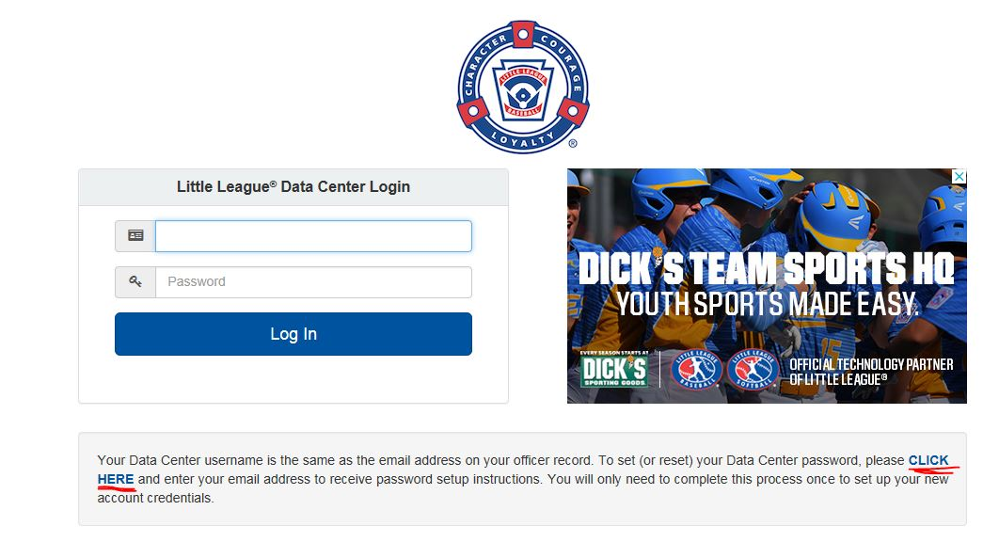 CHARACTER COURAGE
LITTLE LEAGUE
BASEBALL
LOYALTY
®
Little League® Data Center Login
Password
Log In
DICK'S TEAM SPORTS HQ
YOUTH SPORTS MADE EASY.
15
EVERY SEASON STARTS AT
DICK'S
SPORTING GOODS
LITTLE LEAGUE
BASEBALL
LITTLE LEAGUE
SOFTBALL
OFFICIAL TECHNOLOGY PARTNER
OF LITTLE LEAGUE®
Your Data Center username is the same as the email address on your officer record. To set (or reset) your Data Center password, please CLICK
HERE and enter your email address to receive password setup instructions. You will only need to complete this process once to set up your new
account credentials.